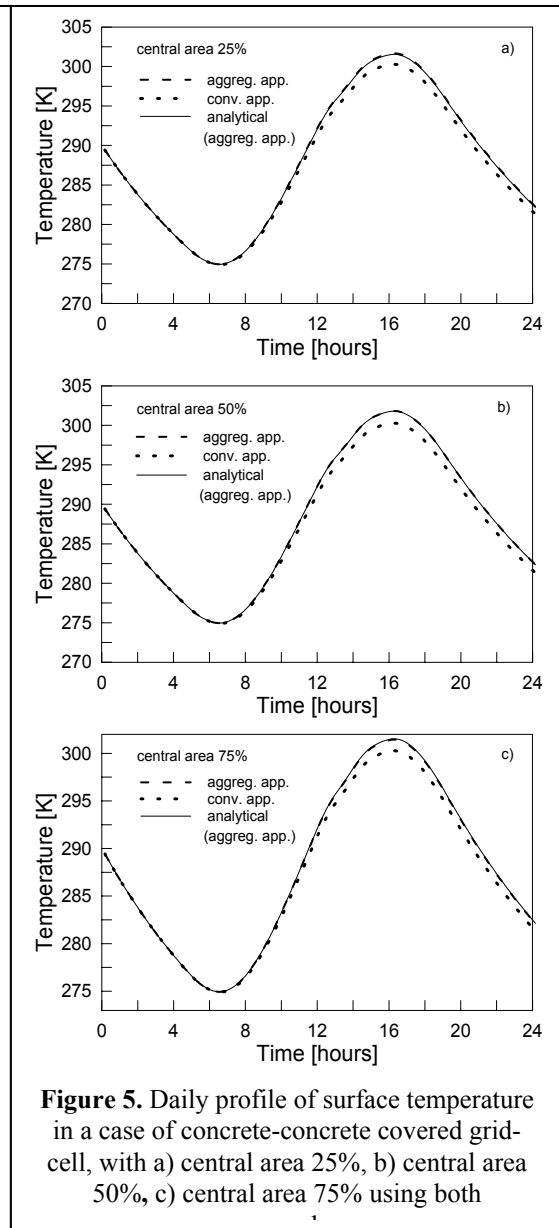 305
central area 25%
a)
300
aggreg. app.
295
conv. app.
analytical
290
(aggreg. app.)
285
280
275
270
Temperature [K]
0 4 8 12 16 20 24
Time [hours]
305
central area 50%
b)
300
aggreg. app.
295
conv. app.
analytical
290
(aggreg. app.)
285
280
275
270
Temperature [K]
0 4 8 12 16 20 24
Time [hours]
300
central area 75%
c)
aggreg. app.
295
conv. app.
analytical
290
(aggreg. app.)
285
280
275
Temperature [K]
0 4 8 12 16 20 24
Time [hours]
Figure 5. Daily profile of surface temperature
in a case of concrete-concrete covered grid-
cell, with a) central area 25%, b) central area
50%, c) central area 75% using both